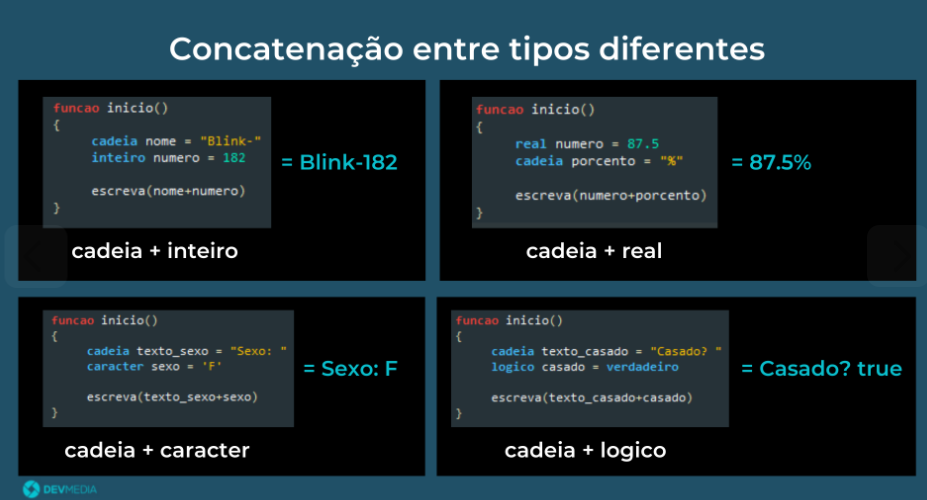 Concatenação entre tipos diferentes
funcao inicio()
{
cadeia nome = "Blink-"
inteiro numero = 182
escreva(nome+numero)
}
= Blink-182
cadeia + inteiro
funcao inicio()
{
real numero = 87.5
cadeia porcento = "%"
escreva(numero+porcento)
}
= 87.5%
cadeia + real
funcao inicio()
{
cadeia texto_sexo = "Sexo: "
caracter sexo = 'F'
escreva(texto_sexo+sexo)
}
= Sexo: F
cadeia + caracter
funcao inicio()
{
cadeia texto_casado = "Casado? "
logico casado = verdadeiro
escreva(texto_casado+casado)
}
= Casado? true
cadeia + logico
DEVMEDIA